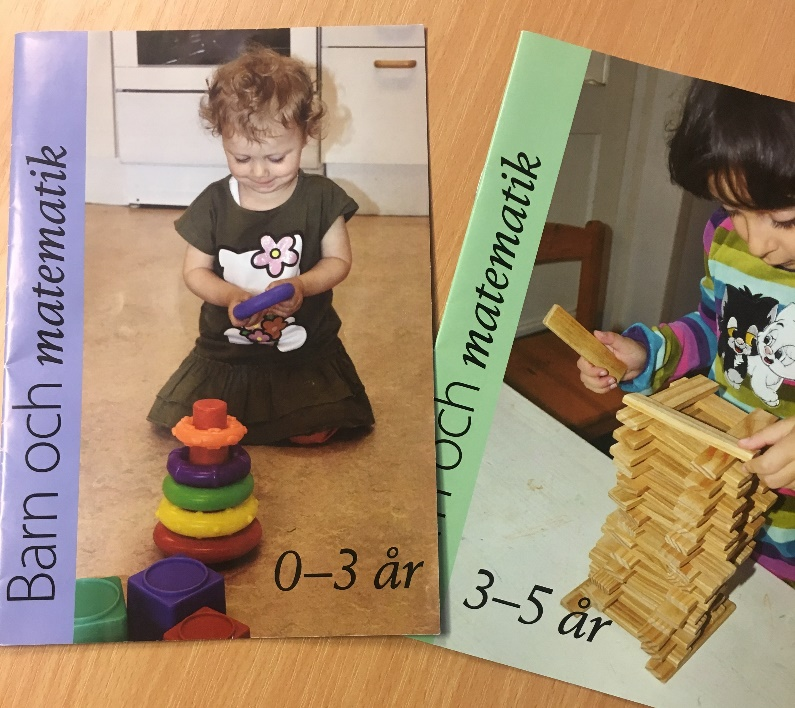 Barn och matematik
0–3 år
och matematik
3–5 år